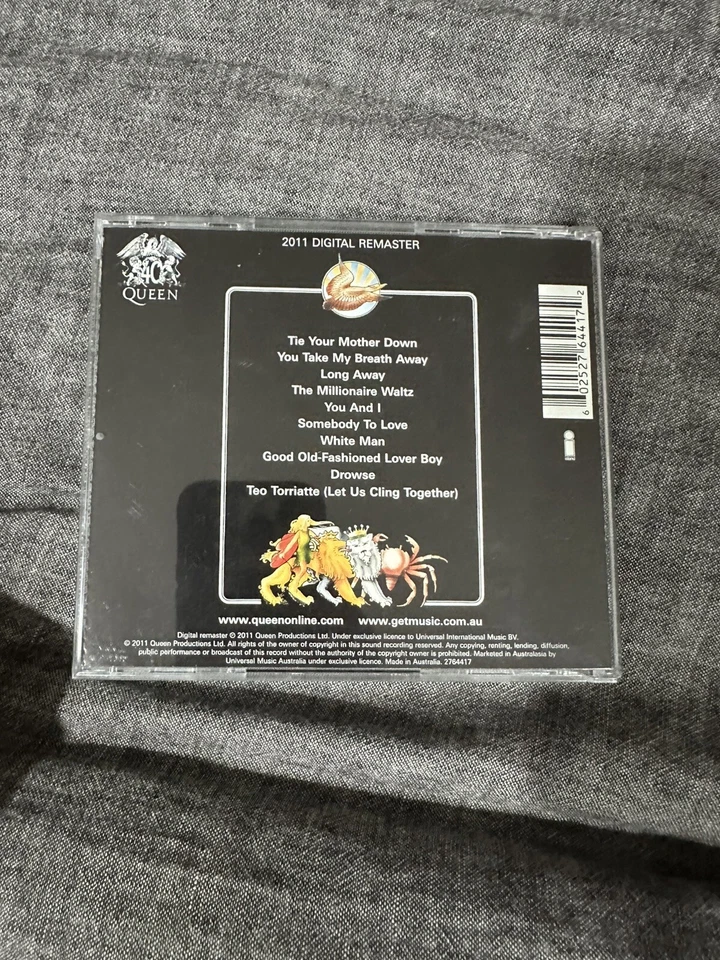 2011 DIGITAL REMASTER
40
QUEEN
Tie Your Mother Down
You Take My Breath Away
Long Away
The Millionaire Waltz
You And I
Somebody To Love
White Man
Good Old-Fashioned Lover Boy
Drowse
Teo Torriatte (Let Us Cling Together)
6 02527 64417 2
www.queenonline.com www.getmusic.com.au
Digital remaster ℗ 2011 Queen Productions Ltd. Under exclusive licence to Universal International Music BV.
© 2011 Queen Productions Ltd. All rights of the owner of copyright in this sound recording reserved. Any copying, renting, lending, diffusion,
public performance or broadcast of this record without the authority of the copyright owner is prohibited. Marketed in Australasia by
Universal Music Australia under exclusive licence. Made in Australia. 2764417